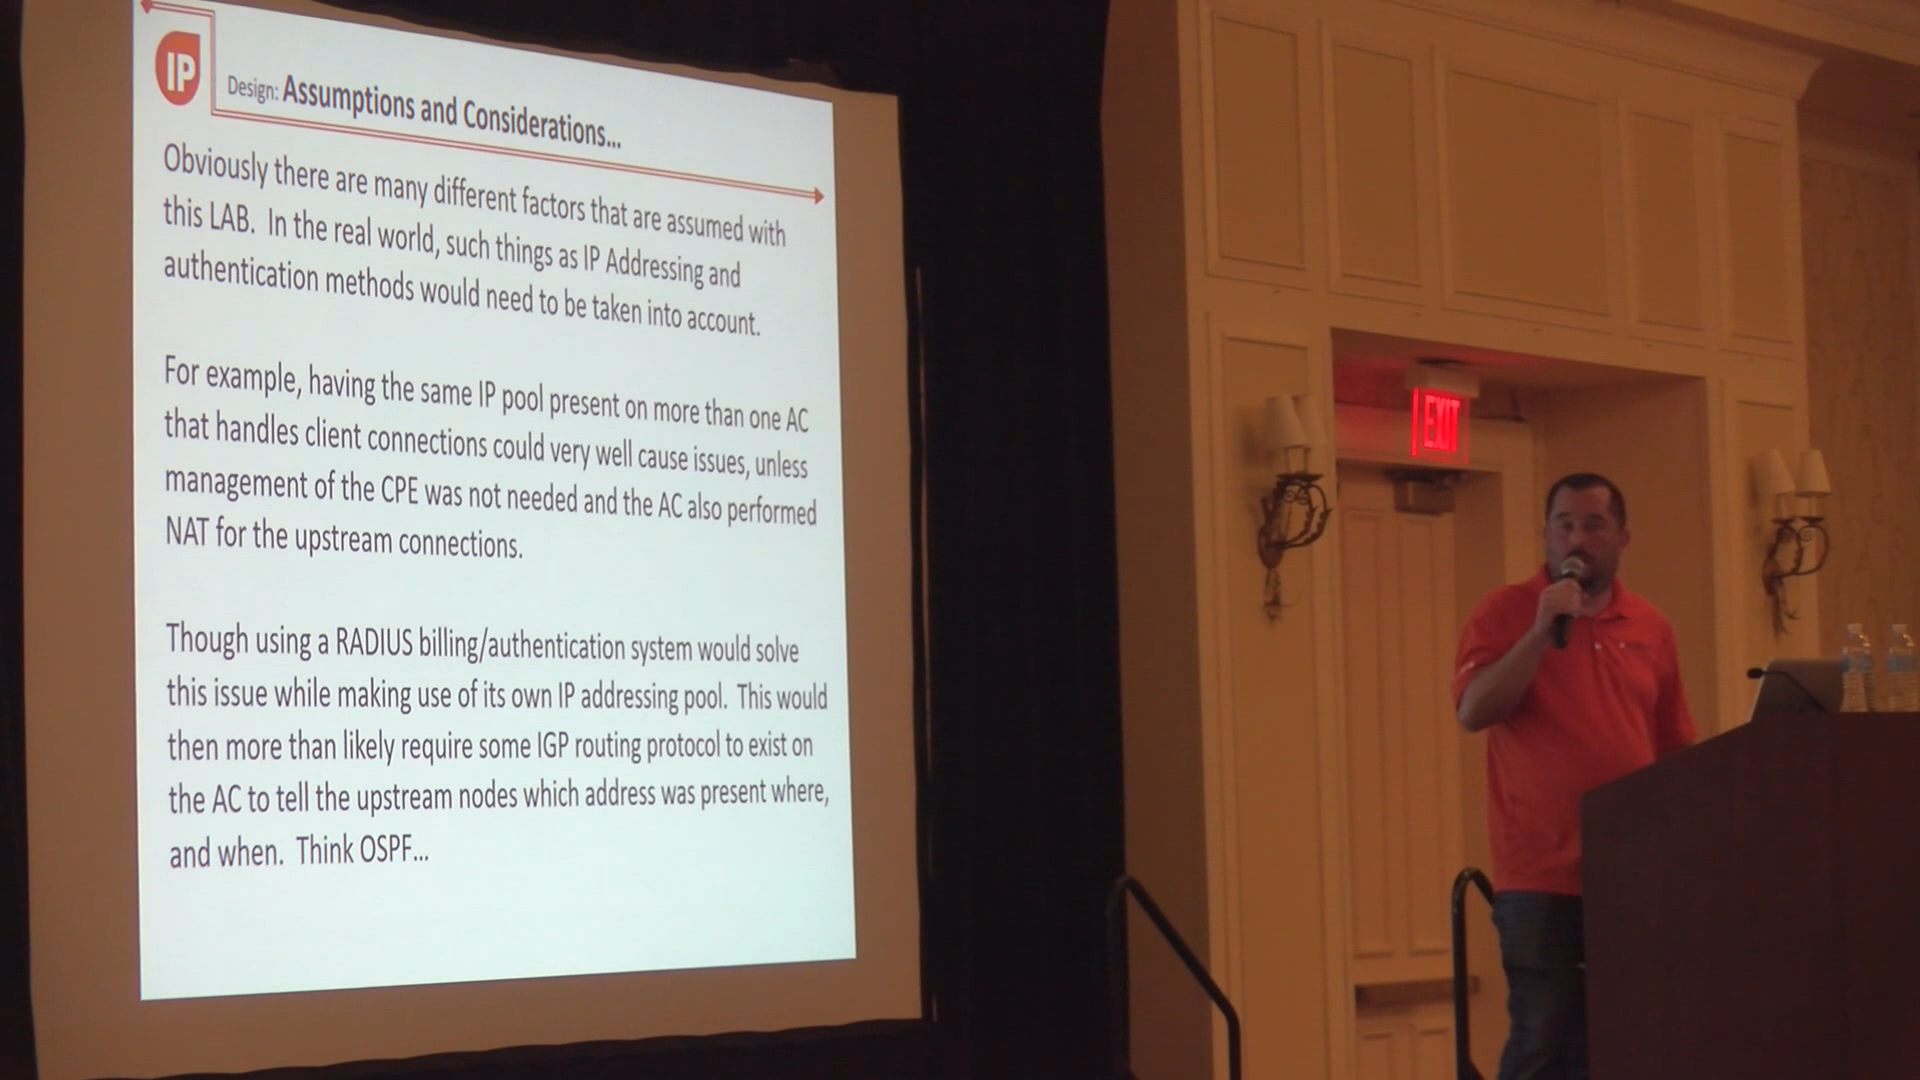 IP
Design: Assumptions and Considerations...
Obviously there are many different factors that are assumed with
this LAB. In the real world, such things as IP Addressing and
authentication methods would need to be taken into account.
For example, having the same IP pool present on more than one AC
that handles client connections could very well cause issues, unless
management of the CPE was not needed and the AC also performed
NAT for the upstream connections.
Though using a RADIUS billing/authentication system would solve
this issue while making use of its own IP addressing pool. This would
then more than likely require some IGP routing protocol to exist on
the AC to tell the upstream nodes which address was present where,
and when. Think OSPF...
EXIT